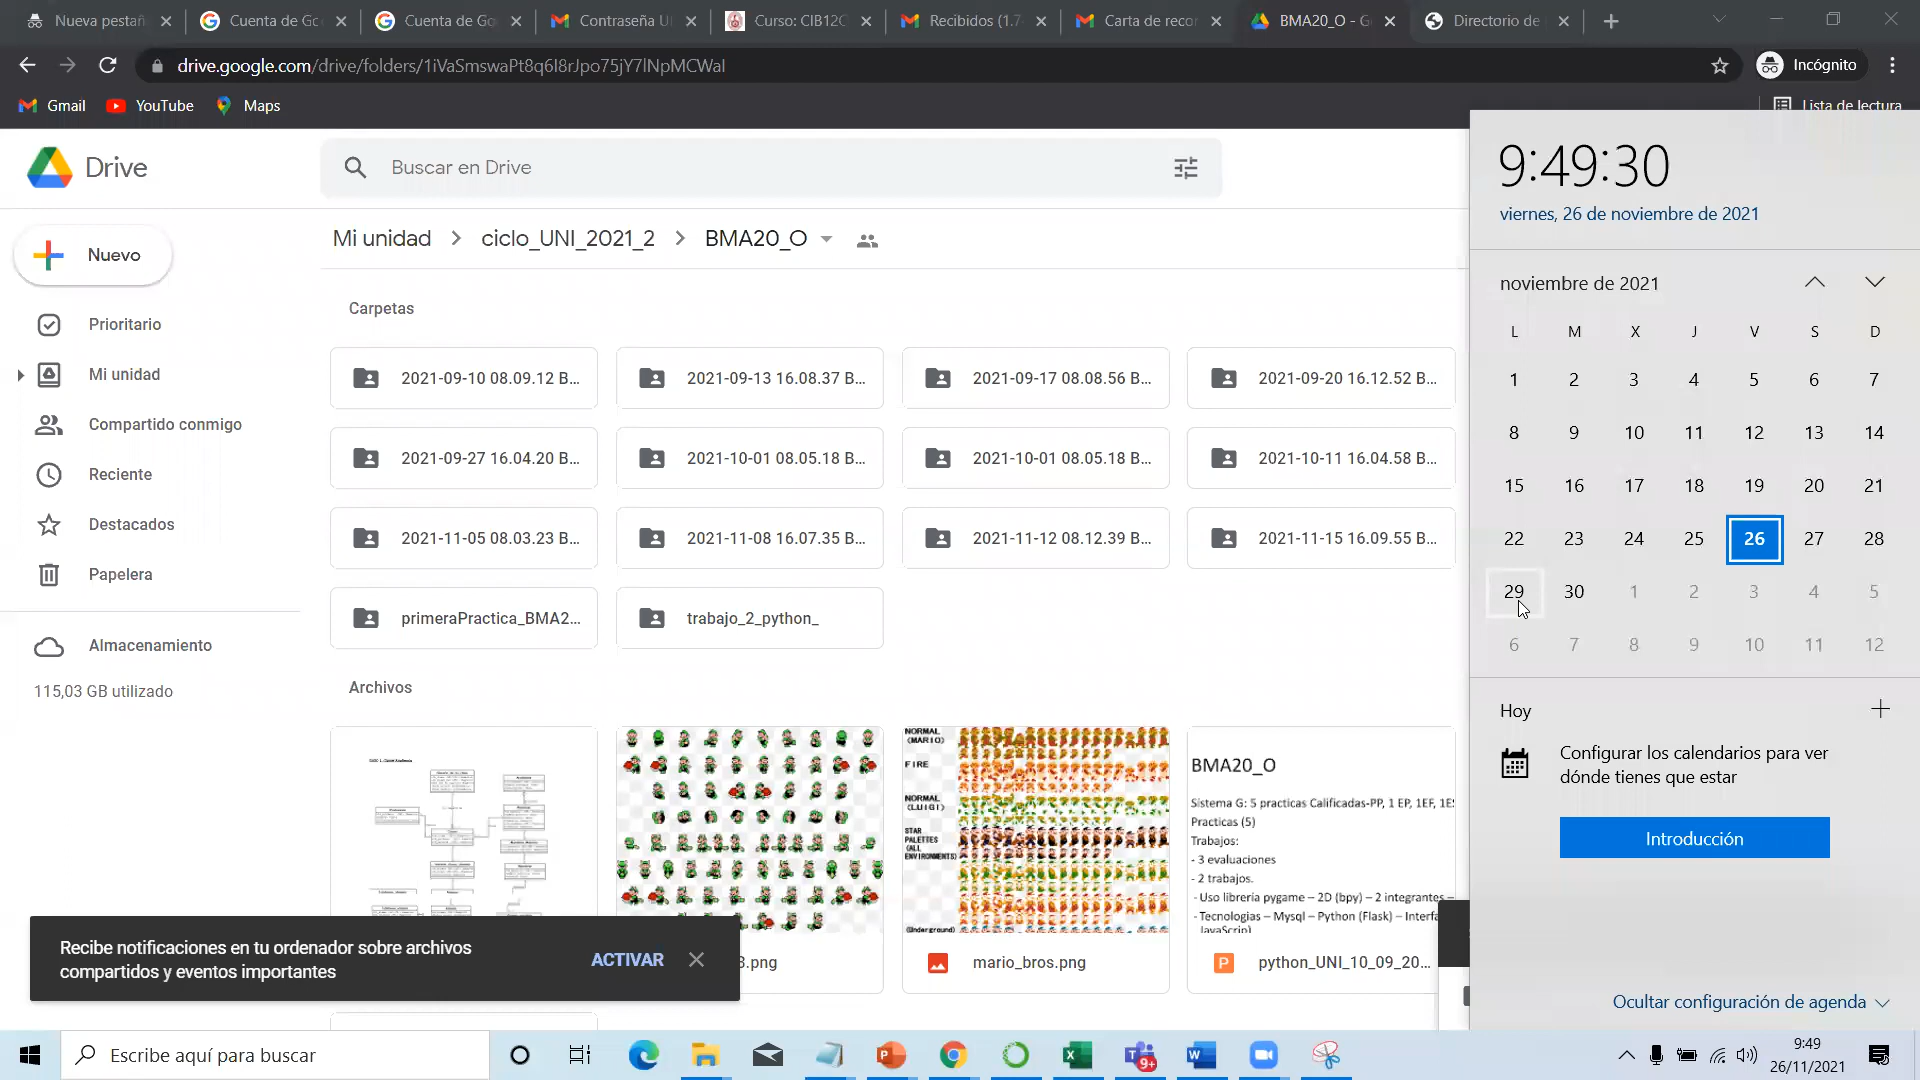 Nueva pestañ
Cuenta de Go
Cuenta de Go
Contraseña U
Curso: CIB12C
Recibidos (1.7
Carta de recor
BMA20_O - G
Directorio de
drive.google.com/drive/folders/1iVaSmswaPt8q6I8rJpo75jY7lNpMCWaI
Incógnito
Gmail
YouTube
Maps
Lista de lectura
Drive
Buscar en Drive
Nuevo
Mi unidad
ciclo_UNI_2021_2
BMA20_O
Prioritario
Mi unidad
Compartido conmigo
Reciente
Destacados
Papelera
Almacenamiento
115,03 GB utilizado
Carpetas
2021-09-10 08.09.12 B...
2021-09-13 16.08.37 B...
2021-09-17 08.08.56 B...
2021-09-20 16.12.52 B...
2021-09-27 16.04.20 B...
2021-10-01 08.05.18 B...
2021-10-01 08.05.18 B...
2021-10-11 16.04.58 B...
2021-11-05 08.03.23 B...
2021-11-08 16.07.35 B...
2021-11-12 08.12.39 B...
2021-11-15 16.09.55 B...
primeraPractica_BMA2...
trabajo_2_python_
Archivos
NORMAL
(MARIO)
FIRE
NORMAL
(LUIGI)
STAR
PALETTES
(ALL
ENVIRONMENTS)
(Underground)
BMA20_O
Sistema G: 5 practicas Calificadas-PP, 1 EP, 1EF, 1E
Practicas (5)
Trabajos:
- 3 evaluaciones
- 2 trabajos.
- Uso libreria pygame – 2D (bpy) – 2 integrantes –
- Tecnologias – Mysql – Python (Flask) – Interfa
JavaScrip)
3.png
mario_bros.png
python_UNI_10_09_20...
Recibe notificaciones en tu ordenador sobre archivos
compartidos y eventos importantes
ACTIVAR
9:49:30
viernes, 26 de noviembre de 2021
noviembre de 2021
L M X J V S D
1 2 3 4 5 6 7
8 9 10 11 12 13 14
15 16 17 18 19 20 21
22 23 24 25 26 27 28
29 30 1 2 3 4 5
6 7 8 9 10 11 12
Hoy
Configurar los calendarios para ver
dónde tienes que estar
Introducción
Ocultar configuración de agenda
Escribe aquí para buscar
9+
9:49
26/11/2021